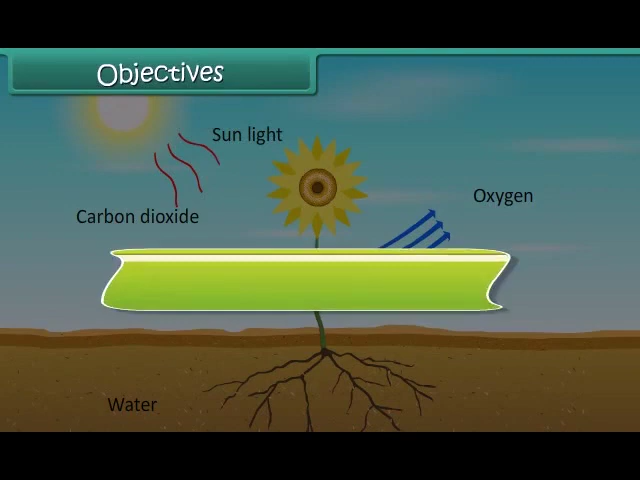 Objectives
Sun light
Oxygen
Carbon dioxide
Water